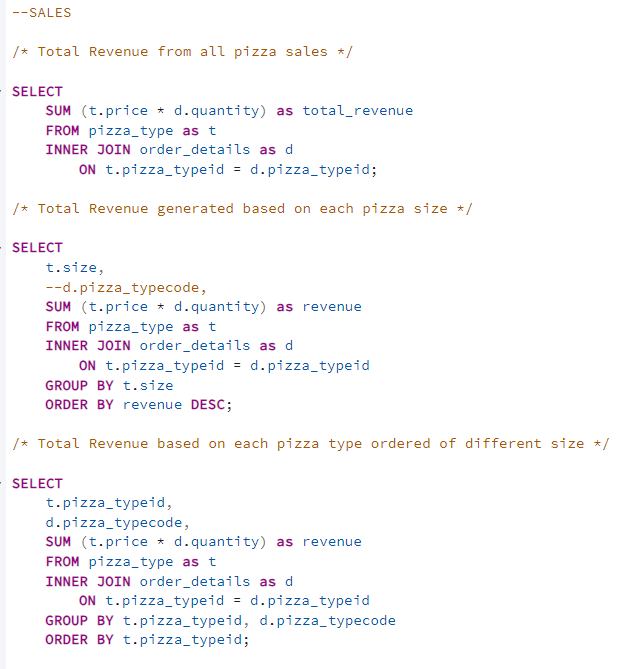 --SALES
/* Total Revenue from all pizza sales */
SELECT
SUM (t.price * d.quantity) as total_revenue
FROM pizza_type as t
INNER JOIN order_details as d
ON t.pizza_typeid = d.pizza_typeid;
/* Total Revenue generated based on each pizza size */
SELECT
t.size,
--d.pizza_typecode,
SUM (t.price * d.quantity) as revenue
FROM pizza_type as t
INNER JOIN order_details as d
ON t.pizza_typeid = d.pizza_typeid
GROUP BY t.size
ORDER BY revenue DESC;
/* Total Revenue based on each pizza type ordered of different size */
SELECT
t.pizza_typeid,
d.pizza_typecode,
SUM (t.price * d.quantity) as revenue
FROM pizza_type as t
INNER JOIN order_details as d
ON t.pizza_typeid = d.pizza_typeid
GROUP BY t.pizza_typeid, d.pizza_typecode
ORDER BY t.pizza_typeid;